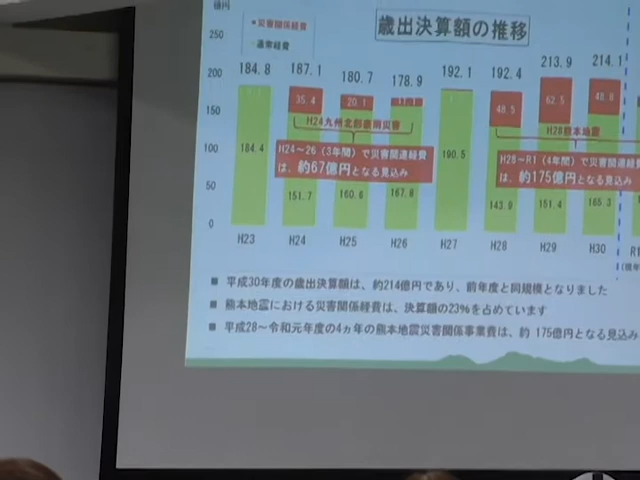 億円
歳出決算額の推移
■災害関係経費
■通常経費
250
200
150
100
50
0
184.8
187.1
180.7
178.9
192.1
192.4
213.9
214.1
35.4
20.1
48.5
62.5
48.8
H24九州北部豪雨災害
H28熊本地震
H24〜26（3年間）で災害関連経費
は、約67億円となる見込み
H28〜R1（4年間）で災害関連経
は、約175億円となる見込み
184.4
151.7
160.6
167.8
190.5
143.9
151.4
165.3
H23
H24
H25
H26
H27
H28
H29
H30
R1
■ 平成30年度の歳出決算額は、約214億円であり、前年度と同規模となりました
■ 熊本地震における災害関係経費は、決算額の23%を占めています
■ 平成28〜令和元年度の4ヵ年の熊本地震災害関係事業費は、約 175億円となる見込み